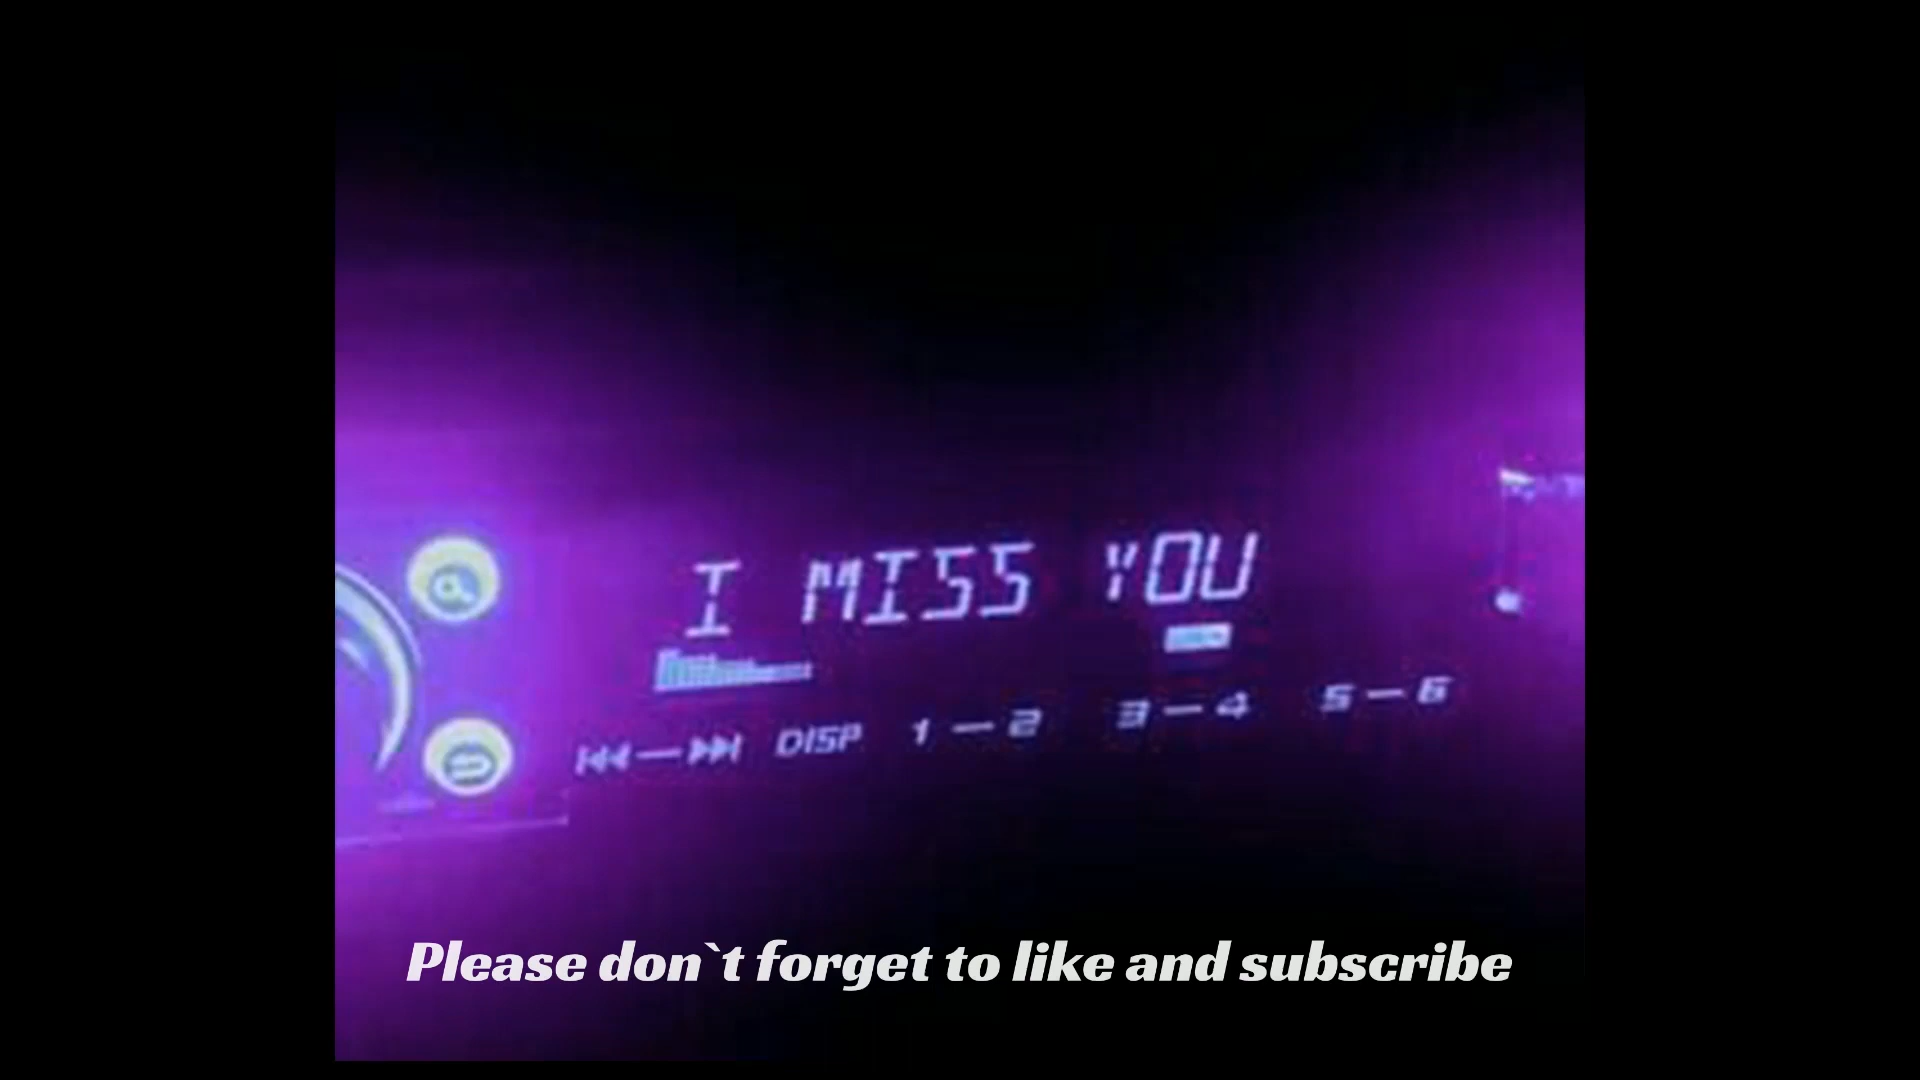 I MISS YOU
DISP 1 — 2 3 — 4 5 — 6
Please don`t forget to like and subscribe